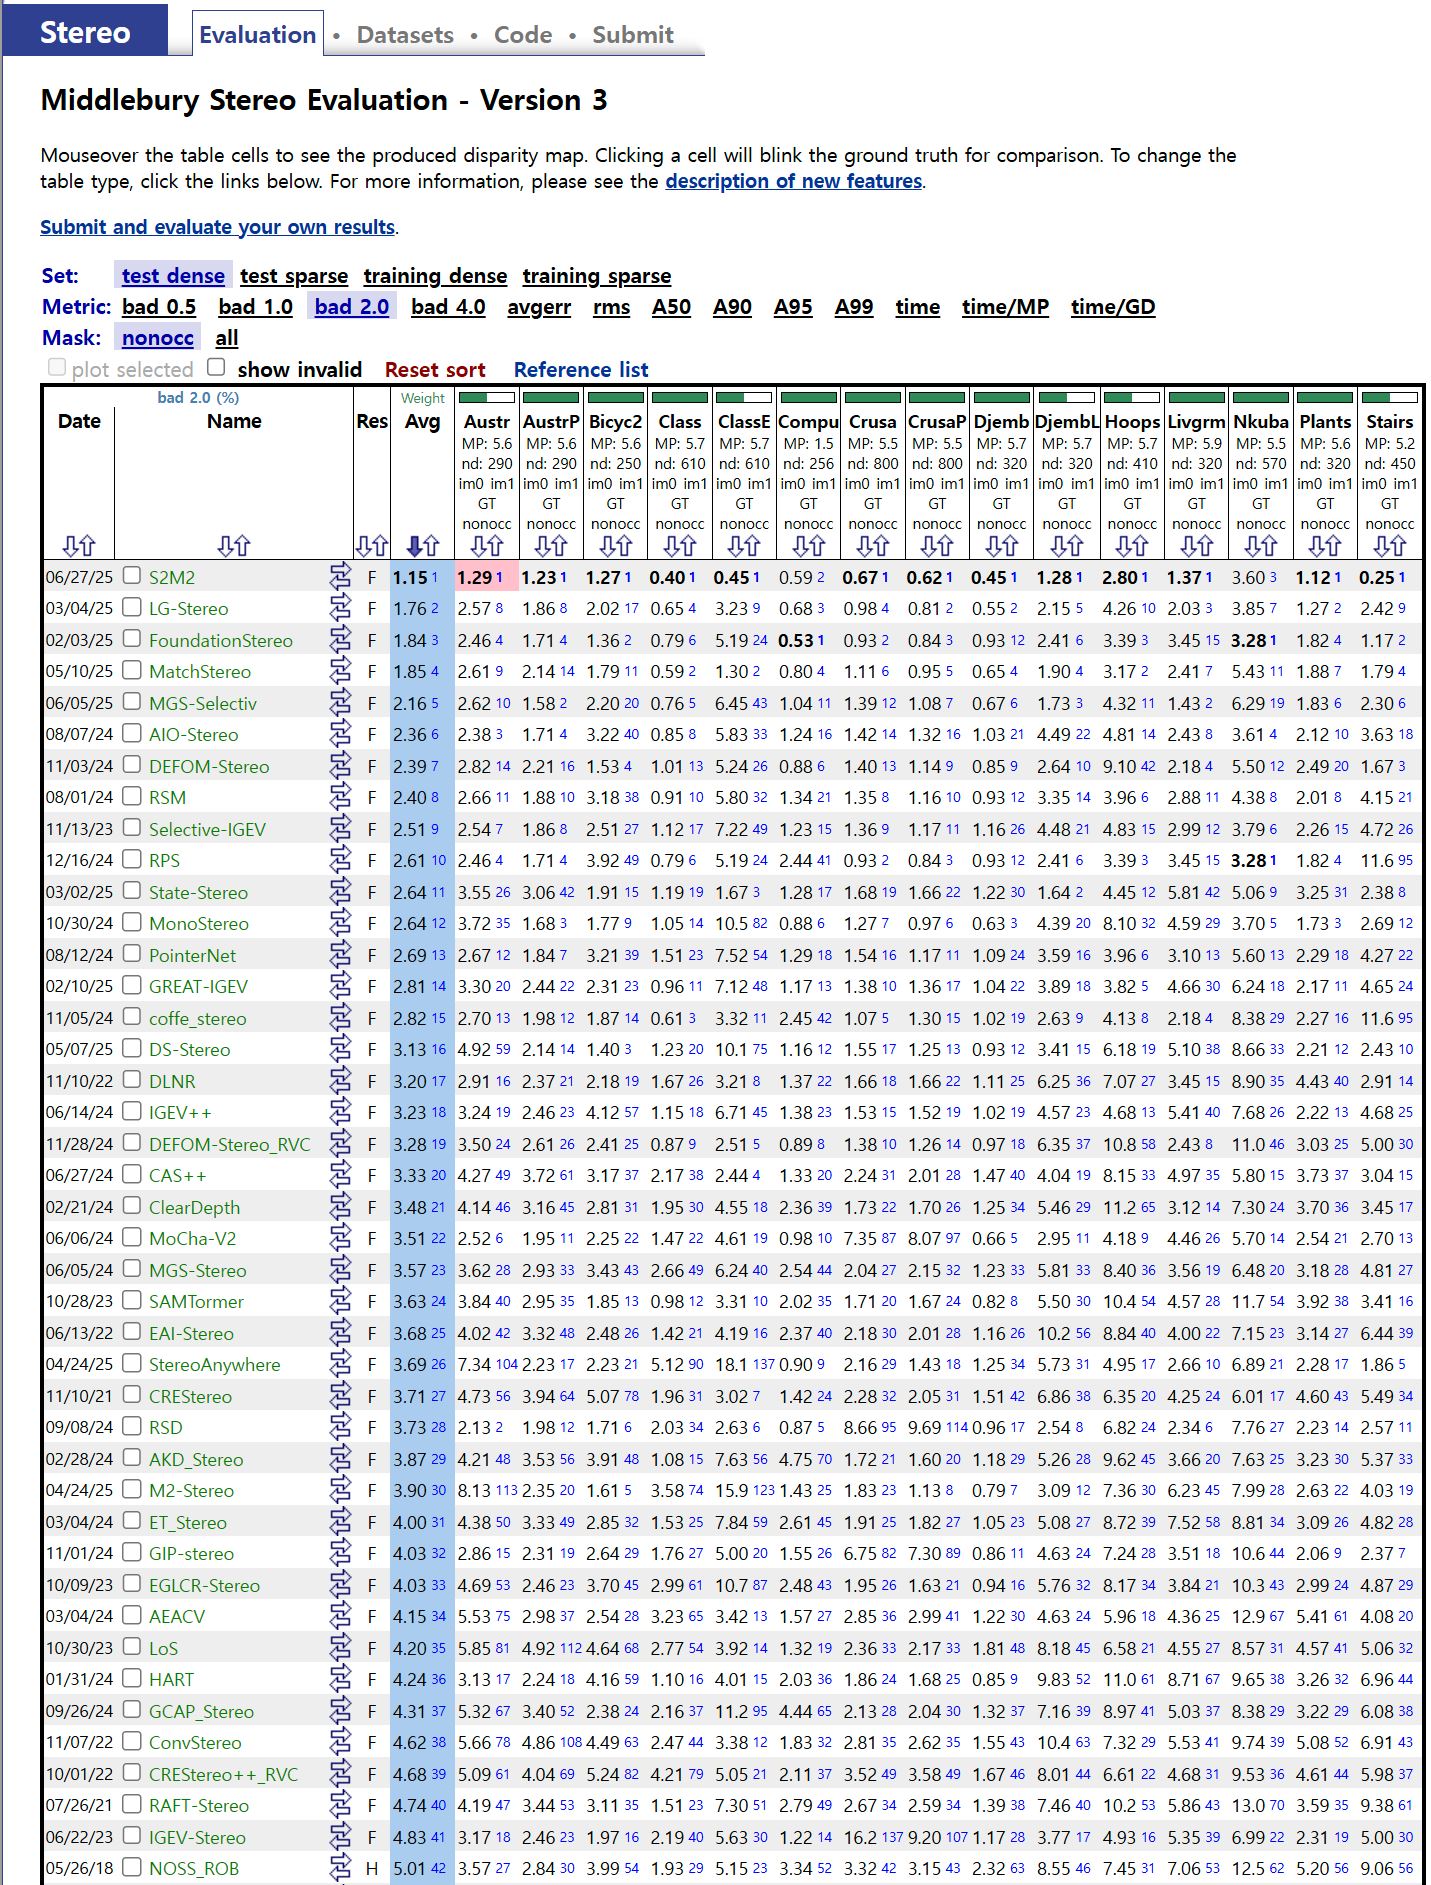 Stereo
Evaluation • Datasets • Code • Submit
Middlebury Stereo Evaluation - Version 3
Mouseover the table cells to see the produced disparity map. Clicking a cell will blink the ground truth for comparison. To change the
table type, click the links below. For more information, please see the description of new features.
Submit and evaluate your own results.
Set: test dense test sparse training dense training sparse
Metric: bad 0.5 bad 1.0 bad 2.0 bad 4.0 avgerr rms A50 A90 A95 A99 time time/MP time/GD
Mask: nonocc all
plot selected show invalid Reset sort Reference list
bad 2.0 (%) Weight
Date Name Res Avg Austr AustrP Bicyc2 Class ClassE Compu Crusa CrusaP Djemb DjembL Hoops Livgrm Nkuba Plants Stairs
MP: 5.6 MP: 5.6 MP: 5.6 MP: 5.7 MP: 5.7 MP: 1.5 MP: 5.5 MP: 5.5 MP: 5.7 MP: 5.7 MP: 5.7 MP: 5.9 MP: 5.5 MP: 5.6 MP: 5.2
nd: 290 nd: 290 nd: 250 nd: 610 nd: 610 nd: 256 nd: 800 nd: 800 nd: 320 nd: 320 nd: 410 nd: 320 nd: 570 nd: 320 nd: 450
im0 im1 im0 im1 im0 im1 im0 im1 im0 im1 im0 im1 im0 im1 im0 im1 im0 im1 im0 im1 im0 im1 im0 im1 im0 im1 im0 im1 im0 im1
GT GT GT GT GT GT GT GT GT GT GT GT GT GT GT
nonocc nonocc nonocc nonocc nonocc nonocc nonocc nonocc nonocc nonocc nonocc nonocc nonocc nonocc nonocc
06/27/25 S2M2 F 1.15 1 1.29 1 1.23 1 1.27 1 0.40 1 0.45 1 0.59 2 0.67 1 0.62 1 0.45 1 1.28 1 2.80 1 1.37 1 3.60 3 1.12 1 0.25 1
03/04/25 LG-Stereo F 1.76 2 2.57 8 1.86 8 2.02 17 0.65 4 3.23 9 0.68 3 0.98 4 0.81 2 0.55 2 2.15 5 4.26 10 2.03 3 3.85 7 1.27 2 2.42 9
02/03/25 FoundationStereo F 1.84 3 2.46 4 1.71 4 1.36 2 0.79 6 5.19 24 0.53 1 0.93 2 0.84 3 0.93 12 2.41 6 3.39 3 3.45 15 3.28 1 1.82 4 1.17 2
05/10/25 MatchStereo F 1.85 4 2.61 9 2.14 14 1.79 11 0.59 2 1.30 2 0.80 4 1.11 6 0.95 5 0.65 4 1.90 4 3.17 2 2.41 7 5.43 11 1.88 7 1.79 4
06/05/25 MGS-Selectiv F 2.16 5 2.62 10 1.58 2 2.20 20 0.76 5 6.45 43 1.04 11 1.39 12 1.08 7 0.67 6 1.73 3 4.32 11 1.43 2 6.29 19 1.83 6 2.30 6
08/07/24 AIO-Stereo F 2.36 6 2.38 3 1.71 4 3.22 40 0.85 8 5.83 33 1.24 16 1.42 14 1.32 16 1.03 21 4.49 22 4.81 14 2.43 8 3.61 4 2.12 10 3.63 18
11/03/24 DEFOM-Stereo F 2.39 7 2.82 14 2.21 16 1.53 4 1.01 13 5.24 26 0.88 6 1.40 13 1.14 9 0.85 9 2.64 10 9.10 42 2.18 4 5.50 12 2.49 20 1.67 3
08/01/24 RSM F 2.40 8 2.66 11 1.88 10 3.18 38 0.91 10 5.80 32 1.34 21 1.35 8 1.16 10 0.93 12 3.35 14 3.96 6 2.88 11 4.38 8 2.01 8 4.15 21
11/13/23 Selective-IGEV F 2.51 9 2.54 7 1.86 8 2.51 27 1.12 17 7.22 49 1.23 15 1.36 9 1.17 11 1.16 26 4.48 21 4.83 15 2.99 12 3.79 6 2.26 15 4.72 26
12/16/24 RPS F 2.61 10 2.46 4 1.71 4 3.92 49 0.79 6 5.19 24 2.44 41 0.93 2 0.84 3 0.93 12 2.41 6 3.39 3 3.45 15 3.28 1 1.82 4 11.6 95
03/02/25 State-Stereo F 2.64 11 3.55 26 3.06 42 1.91 15 1.19 19 1.67 3 1.28 17 1.68 19 1.66 22 1.22 30 1.64 2 4.45 12 5.81 42 5.06 9 3.25 31 2.38 8
10/30/24 MonoStereo F 2.64 12 3.72 35 1.68 3 1.77 9 1.05 14 10.5 82 0.88 6 1.27 7 0.97 6 0.63 3 4.39 20 8.10 32 4.59 29 3.70 5 1.73 3 2.69 12
08/12/24 PointerNet F 2.69 13 2.67 12 1.84 7 3.21 39 1.51 23 7.52 54 1.29 18 1.54 16 1.17 11 1.09 24 3.59 16 3.96 6 3.10 13 5.60 13 2.29 18 4.27 22
02/10/25 GREAT-IGEV F 2.81 14 3.30 20 2.44 22 2.31 23 0.96 11 7.12 48 1.17 13 1.38 10 1.36 17 1.04 22 3.89 18 3.82 5 4.66 30 6.24 18 2.17 11 4.65 24
11/05/24 coffe_stereo F 2.82 15 2.70 13 1.98 12 1.87 14 0.61 3 3.32 11 2.45 42 1.07 5 1.30 15 1.02 19 2.63 9 4.13 8 2.18 4 8.38 29 2.27 16 11.6 95
05/07/25 DS-Stereo F 3.13 16 4.92 59 2.14 14 1.40 3 1.23 20 10.1 75 1.16 12 1.55 17 1.25 13 0.93 12 3.41 15 6.18 19 5.10 38 8.66 33 2.21 12 2.43 10
11/10/22 DLNR F 3.20 17 2.91 16 2.37 21 2.18 19 1.67 26 3.21 8 1.37 22 1.66 18 1.66 22 1.11 25 6.25 36 7.07 27 3.45 15 8.90 35 4.43 40 2.91 14
06/14/24 IGEV++ F 3.23 18 3.24 19 2.46 23 4.12 57 1.15 18 6.71 45 1.38 23 1.53 15 1.52 19 1.02 19 4.57 23 4.68 13 5.41 40 7.68 26 2.22 13 4.68 25
11/28/24 DEFOM-Stereo_RVC F 3.28 19 3.50 24 2.61 26 2.41 25 0.87 9 2.51 5 0.89 8 1.38 10 1.26 14 0.97 18 6.35 37 10.8 58 2.43 8 11.0 46 3.03 25 5.00 30
06/27/24 CAS++ F 3.33 20 4.27 49 3.72 61 3.17 37 2.17 38 2.44 4 1.33 20 2.24 31 2.01 28 1.47 40 4.04 19 8.15 33 4.97 35 5.80 15 3.73 37 3.04 15
02/21/24 ClearDepth F 3.48 21 4.14 46 3.16 45 2.81 31 1.95 30 4.55 18 2.36 39 1.73 22 1.70 26 1.25 34 5.46 29 11.2 65 3.12 14 7.30 24 3.70 36 3.45 17
06/06/24 MoCha-V2 F 3.51 22 2.52 6 1.95 11 2.25 22 1.47 22 4.61 19 0.98 10 7.35 87 8.07 97 0.66 5 2.95 11 4.18 9 4.46 26 5.70 14 2.54 21 2.70 13
06/05/24 MGS-Stereo F 3.57 23 3.62 28 2.93 33 3.43 43 2.66 49 6.24 40 2.54 44 2.04 27 2.15 32 1.23 33 5.81 33 8.40 36 3.56 19 6.48 20 3.18 28 4.81 27
10/28/23 SAMTormer F 3.63 24 3.84 40 2.95 35 1.85 13 0.98 12 3.31 10 2.02 35 1.71 20 1.67 24 0.82 8 5.50 30 10.4 54 4.57 28 11.7 54 3.92 38 3.41 16
06/13/22 EAI-Stereo F 3.68 25 4.02 42 3.32 48 2.48 26 1.42 21 4.19 16 2.37 40 2.18 30 2.01 28 1.16 26 10.2 56 8.84 40 4.00 22 7.15 23 3.14 27 6.44 39
04/24/25 StereoAnywhere F 3.69 26 7.34 104 2.23 17 2.23 21 5.12 90 18.1 137 0.90 9 2.16 29 1.43 18 1.25 34 5.73 31 4.95 17 2.66 10 6.89 21 2.28 17 1.86 5
11/10/21 CREStereo F 3.71 27 4.73 56 3.94 64 5.07 78 1.96 31 3.02 7 1.42 24 2.28 32 2.05 31 1.51 42 6.86 38 6.35 20 4.25 24 6.01 17 4.60 43 5.49 34
09/08/24 RSD F 3.73 28 2.13 2 1.98 12 1.71 6 2.03 34 2.63 6 0.87 5 8.66 95 9.69 114 0.96 17 2.54 8 6.82 24 2.34 6 7.76 27 2.23 14 2.57 11
02/28/24 AKD_Stereo F 3.87 29 4.21 48 3.53 56 3.91 48 1.08 15 7.63 56 4.75 70 1.72 21 1.60 20 1.18 29 5.26 28 9.62 45 3.66 20 7.63 25 3.23 30 5.37 33
04/24/25 M2-Stereo F 3.90 30 8.13 113 2.35 20 1.61 5 3.58 74 15.9 123 1.43 25 1.83 23 1.13 8 0.79 7 3.09 12 7.36 30 6.23 45 7.99 28 2.63 22 4.03 19
03/04/24 ET_Stereo F 4.00 31 4.38 50 3.33 49 2.85 32 1.53 25 7.84 59 2.61 45 1.91 25 1.82 27 1.05 23 5.08 27 8.72 39 7.52 58 8.81 34 3.09 26 4.82 28
11/01/24 GIP-stereo F 4.03 32 2.86 15 2.31 19 2.64 29 1.76 27 5.00 20 1.55 26 6.75 82 7.30 89 0.86 11 4.63 24 7.24 28 3.51 18 10.6 44 2.06 9 2.37 7
10/09/23 EGLCR-Stereo F 4.03 33 4.69 53 2.46 23 3.70 45 2.99 61 10.7 87 2.48 43 1.95 26 1.63 21 0.94 16 5.76 32 8.17 34 3.84 21 10.3 43 2.99 24 4.87 29
03/04/24 AEACV F 4.15 34 5.53 75 2.98 37 2.54 28 3.23 65 3.42 13 1.57 27 2.85 36 2.99 41 1.22 30 4.63 24 5.96 18 4.36 25 12.9 67 5.41 61 4.08 20
10/30/23 LoS F 4.20 35 5.85 81 4.92 112 4.64 68 2.77 54 3.92 14 1.32 19 2.36 33 2.17 33 1.81 48 8.18 45 6.58 21 4.55 27 8.57 31 4.57 41 5.06 32
01/31/24 HART F 4.24 36 3.13 17 2.24 18 4.16 59 1.10 16 4.01 15 2.03 36 1.86 24 1.68 25 0.85 9 9.83 52 11.0 61 8.71 67 9.65 38 3.26 32 6.96 44
09/26/24 GCAP_Stereo F 4.31 37 5.32 67 3.40 52 2.38 24 2.16 37 11.2 95 4.44 65 2.13 28 2.04 30 1.32 37 7.16 39 8.97 41 5.03 37 8.38 29 3.22 29 6.08 38
11/07/22 ConvStereo F 4.62 38 5.66 78 4.86 108 4.49 63 2.47 44 3.38 12 1.83 32 2.81 35 2.62 35 1.55 43 10.4 63 7.32 29 5.53 41 9.74 39 5.08 52 6.91 43
10/01/22 CREStereo++_RVC F 4.68 39 5.09 61 4.04 69 5.24 82 4.21 79 5.05 21 2.11 37 3.52 49 3.58 49 1.67 46 8.01 44 6.61 22 4.68 31 9.53 36 4.61 44 5.98 37
07/26/21 RAFT-Stereo F 4.74 40 4.19 47 3.44 53 3.11 35 1.51 23 7.30 51 2.79 49 2.67 34 2.59 34 1.39 38 7.46 40 10.2 53 5.86 43 13.0 70 3.59 35 9.38 61
06/22/23 IGEV-Stereo F 4.83 41 3.17 18 2.46 23 1.97 16 2.19 40 5.63 30 1.22 14 16.2 137 9.20 107 1.17 28 3.77 17 4.93 16 5.35 39 6.99 22 2.31 19 5.00 30
05/26/18 NOSS_ROB H 5.01 42 3.57 27 2.84 30 3.99 54 1.93 29 5.15 23 3.34 52 3.32 42 3.15 43 2.32 63 8.55 46 7.45 31 7.06 53 12.5 62 5.20 56 9.06 56